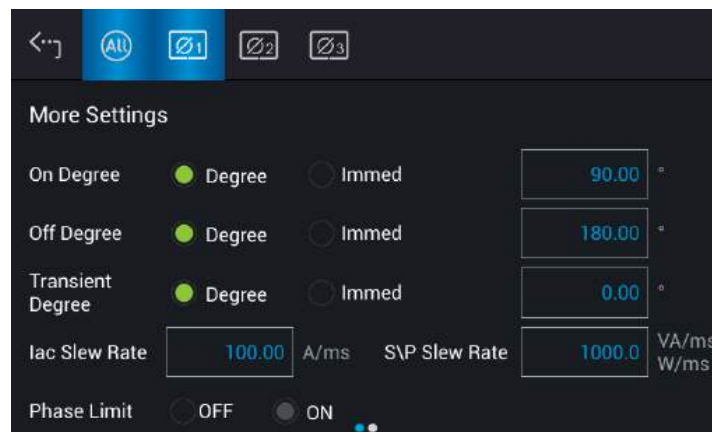 All Ø1 Ø2 Ø3
More Settings
On Degree Degree Immed 90.00 °
Off Degree Degree Immed 180.00 °
Transient
Degree Degree Immed 0.00 °
Iac Slew Rate 100.00 A/ms S\P Slew Rate 1000.0 VA/ms
W/ms
Phase Limit OFF ON